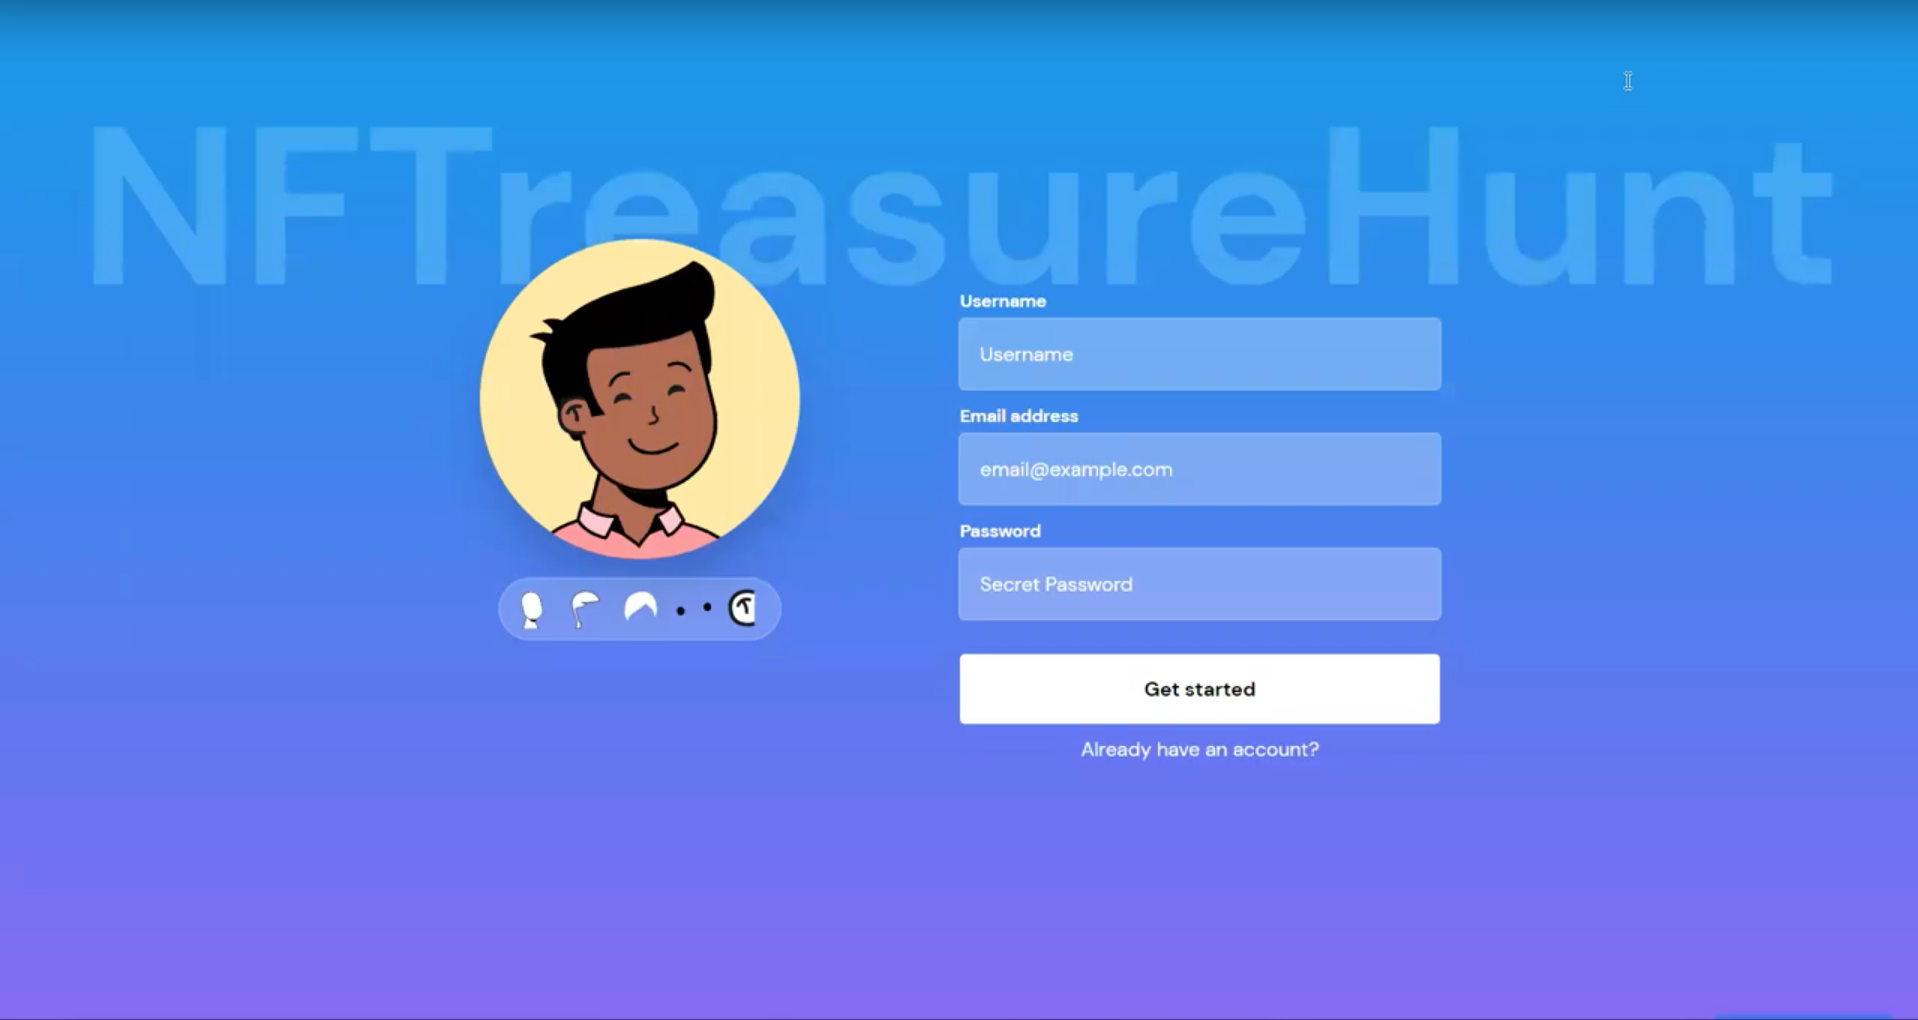 NFTreasureHunt
Username
Username
Email address
email@example.com
Password
Secret Password
Get started
Already have an account?